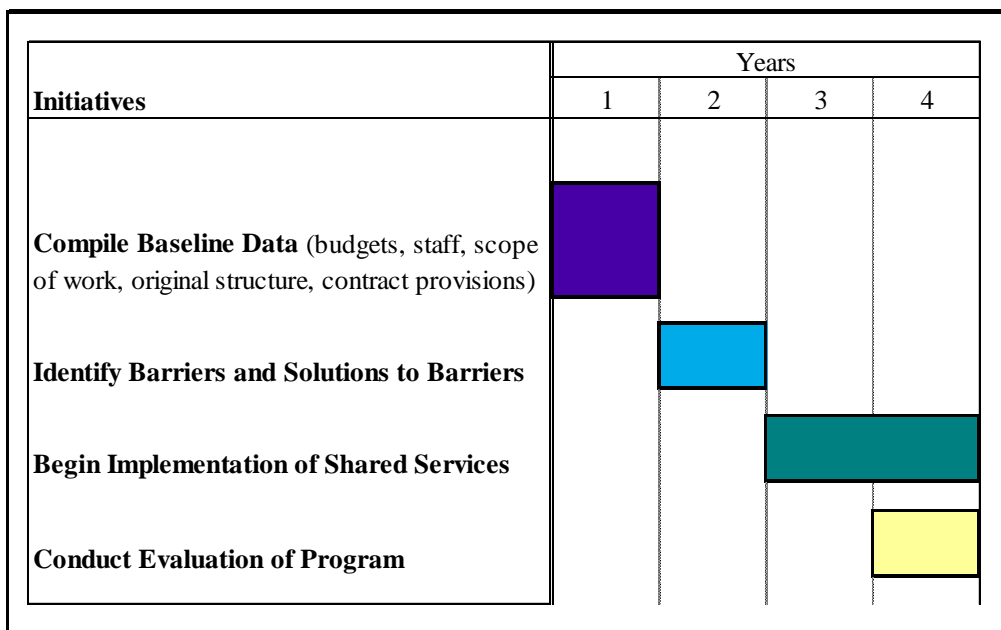 Years
Initiatives 1 2 3 4
Compile Baseline Data (budgets, staff, scope
of work, original structure, contract provisions)
Identify Barriers and Solutions to Barriers
Begin Implementation of Shared Services
Conduct Evaluation of Program